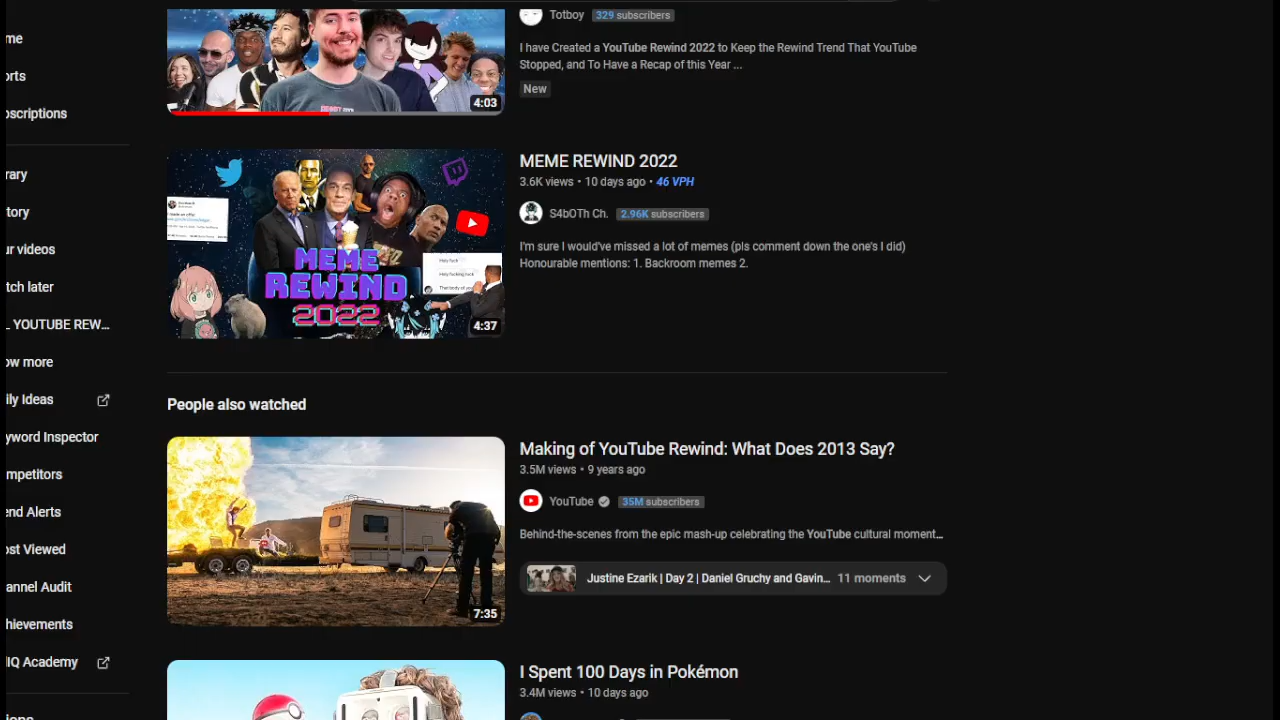 me
orts
oscriptions
rary
tory
ur videos
tch later
_ YOUTUBE REW...
ow more
ily Ideas
yword Inspector
mpetitors
end Alerts
ost Viewed
annel Audit
hievements
IQ Academy
4:03
Totboy 329 subscribers
I have Created a YouTube Rewind 2022 to Keep the Rewind Trend That YouTube
Stopped, and To Have a Recap of this Year ...
New
MEME
REWIND
2022
Holy fuck
Holy fucking fuck
4:37
MEME REWIND 2022
3.6K views • 10 days ago • 46 VPH
S4bOTh Ch. 2.96K subscribers
I'm sure I would've missed a lot of memes (pls comment down the one's I did)
Honourable mentions: 1. Backroom memes 2.
People also watched
7:35
Making of YouTube Rewind: What Does 2013 Say?
3.5M views • 9 years ago
YouTube 35M subscribers
Behind-the-scenes from the epic mash-up celebrating the YouTube cultural moment...
Justine Ezarik | Day 2 | Daniel Gruchy and Gavin... 11 moments
I Spent 100 Days in Pokémon
3.4M views • 10 days ago